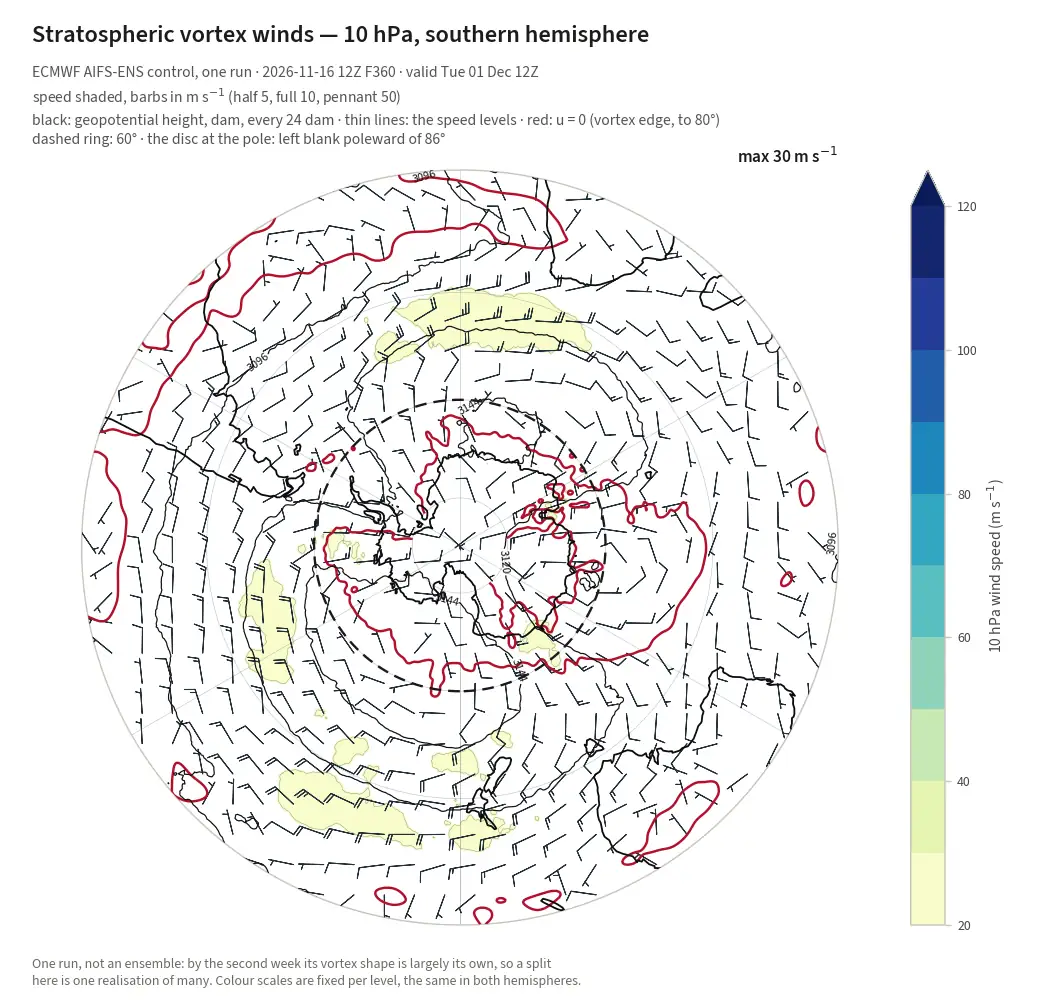 Stratospheric vortex winds — 10 hPa, southern hemisphere
ECMWF AIFS-ENS control, one run · 2026-11-16 12Z F360 · valid Tue 01 Dec 12Z
speed shaded, barbs in m s⁻¹ (half 5, full 10, pennant 50)
black: geopotential height, dam, every 24 dam · thin lines: the speed levels · red: u = 0 (vortex edge, to 80°)
dashed ring: 60° · the disc at the pole: left blank poleward of 86°
max 30 m s⁻¹
3096
120
100
3096
3144
80
3096
3120
10 hPa wind speed (m s⁻¹)
3144
60
3144
40
20
One run, not an ensemble: by the second week its vortex shape is largely its own, so a split
here is one realisation of many. Colour scales are fixed per level, the same in both hemispheres.